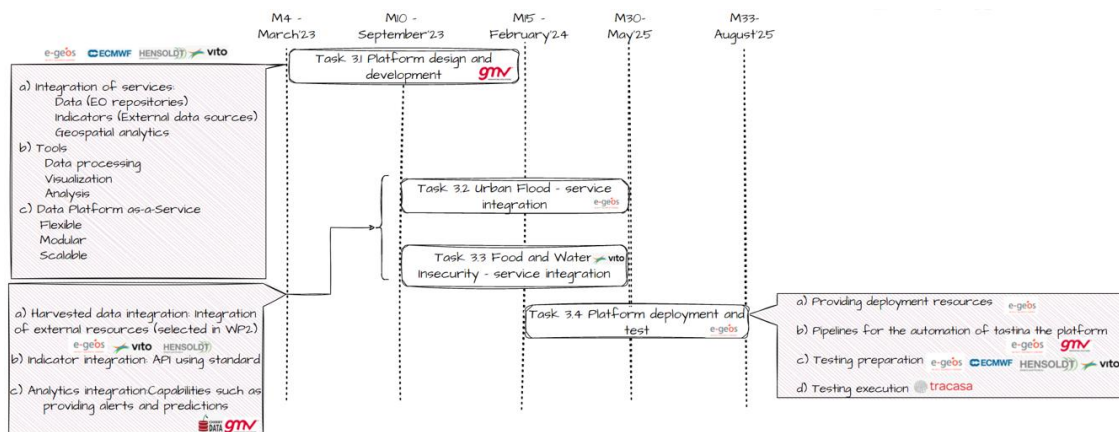 M4 -
March'23
M10 -
September'23
M15 -
February'24
M30-
May'25
M33-
August'25
e-geos ECMWF HENSOLDT vito
Task 3.1 Platform design and
development gmv
a) Integration of services:
Data (EO repositories)
Indicators (External data sources)
Geospatial analytics
b) Tools
Data processing
Visualization
Analysis
c) Data Platform as-a-Service
Flexible
Modular
Scalable
Task 3.2 Urban Flood - service
integration e-geos
Task 3.3 Food and Water vito
Insecurity - service integration
a) Harvested data integration: Integration
of external resources (selected in WP2)
e-geos vito HENSOLDT
b) Indicator integration: API using standard
c) Analytics integration:Capabilities such as
providing alerts and predictions
DATA gmv
Task 3.4 Platform deployment and
test e-geos
a) Providing deployment resources e-geos
b) Pipelines for the automation of tasting the platform
e-geos gmv
c) Testing preparation e-geos ECMWF HENSOLDT vito
d) Testing execution tracasa